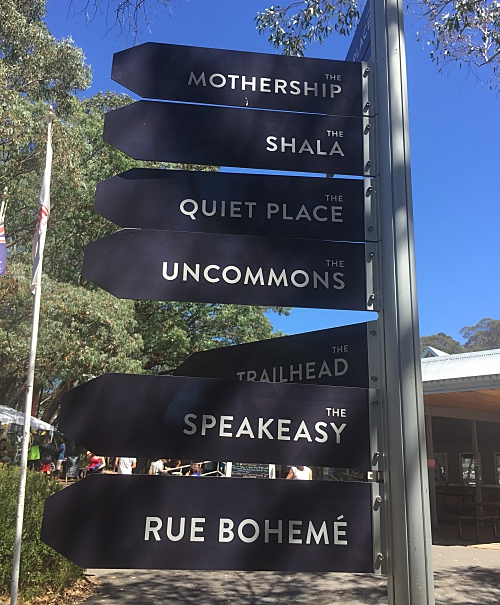 THE
MOTHERSHIP
THE
SHALA
THE
QUIET PLACE
THE
UNCOMMONS
THE
TRAILHEAD
THE
SPEAKEASY
RUE BOHEMÉ